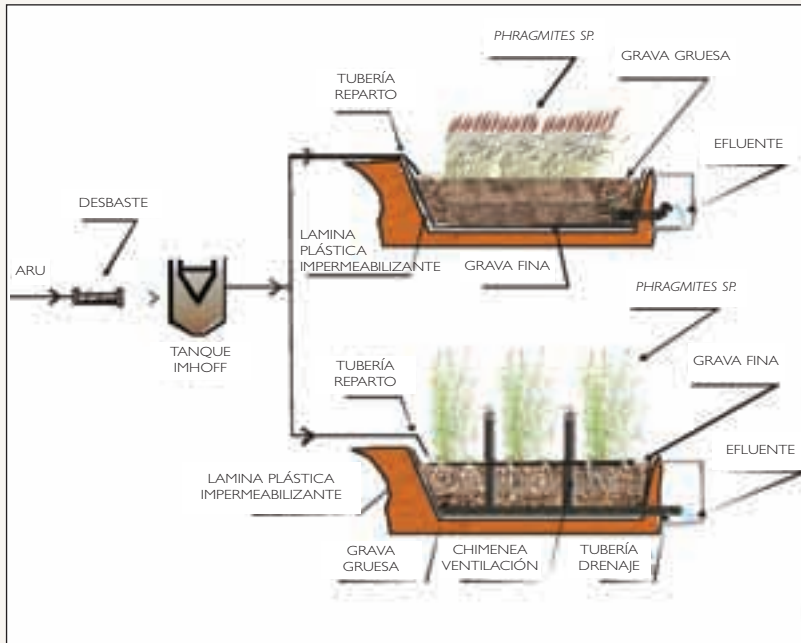 PHRAGMITES SP.
GRAVA GRUESA
TUBERÍA
REPARTO
EFLUENTE
DESBASTE
LAMINA
PLÁSTICA
IMPERMEABILIZANTE
GRAVA FINA
ARU
TANQUE
IMHOFF
PHRAGMITES SP.
TUBERÍA
REPARTO
GRAVA FINA
EFLUENTE
LAMINA PLÁSTICA
IMPERMEABILIZANTE
GRAVA
GRUESA
CHIMENEA
VENTILACIÓN
TUBERÍA
DRENAJE